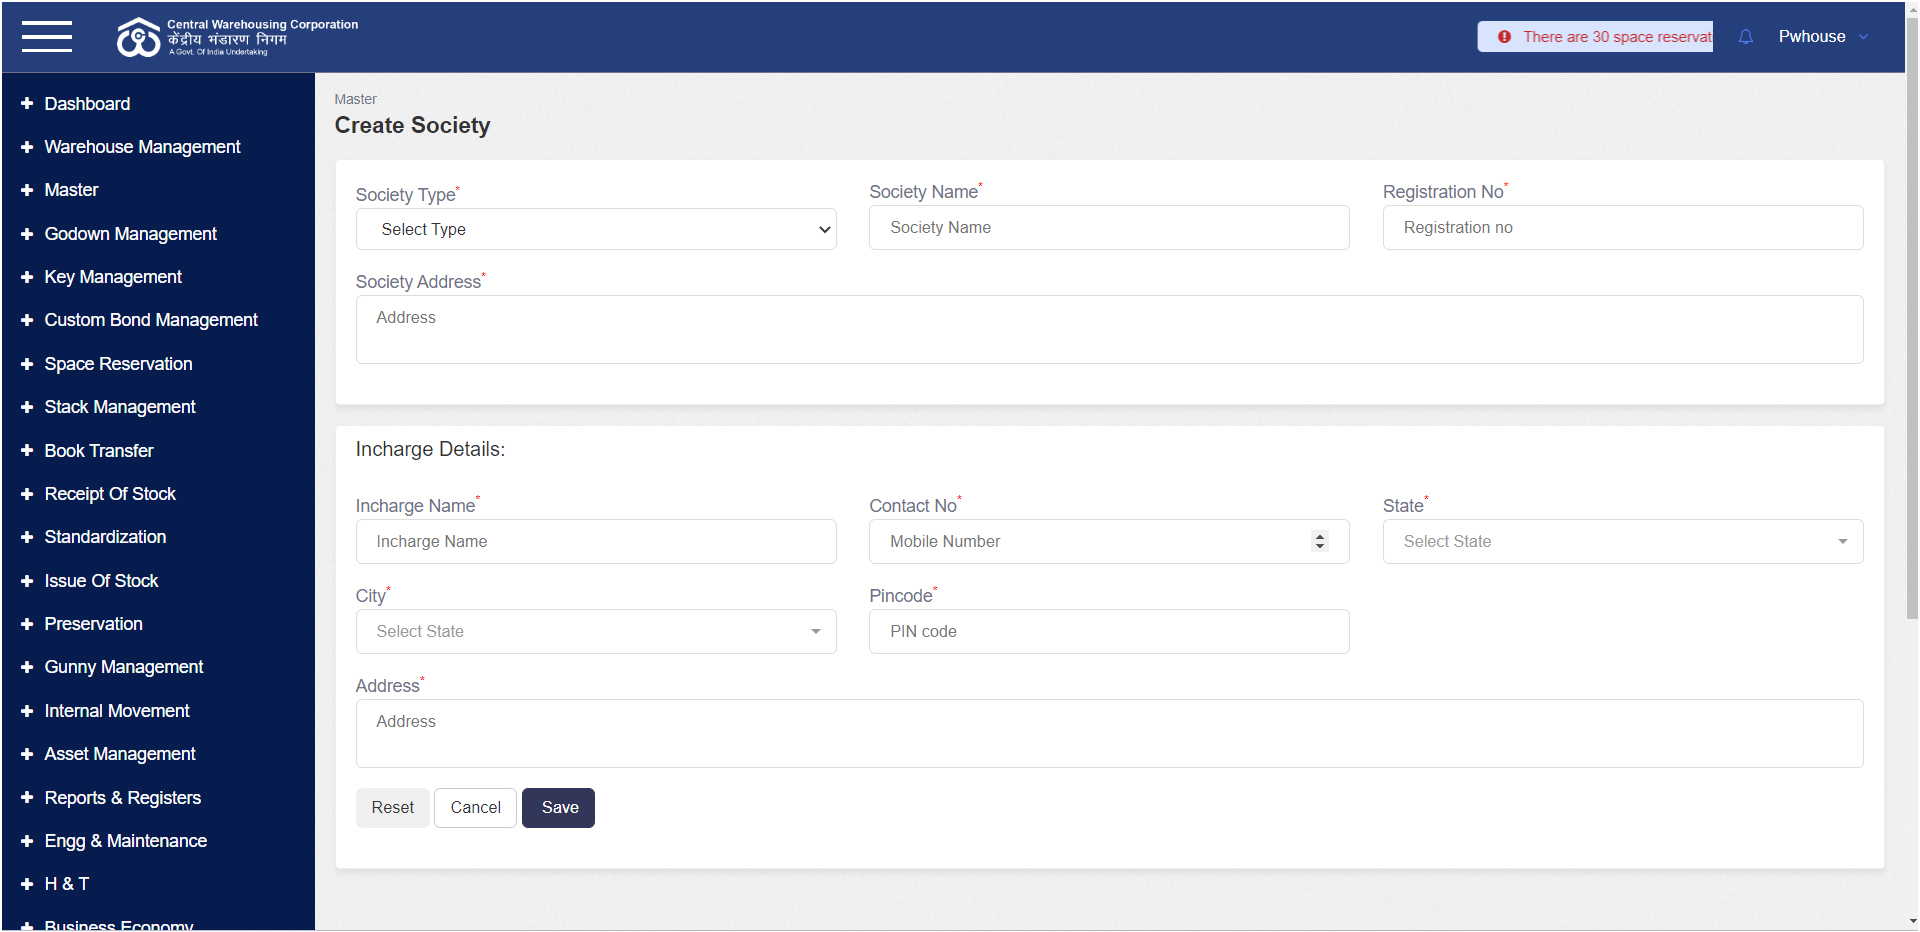 Central Warehousing Corporation
केंद्रीय भंडारण निगम
A Govt. Of India Undertaking
There are 30 space reservat
Pwhouse
Dashboard
Warehouse Management
Master
Godown Management
Key Management
Custom Bond Management
Space Reservation
Stack Management
Book Transfer
Receipt Of Stock
Standardization
Issue Of Stock
Preservation
Gunny Management
Internal Movement
Asset Management
Reports & Registers
Engg & Maintenance
H & T
Business Economy
Master
Create Society
Society Type*
Select Type
Society Name*
Society Name
Registration No*
Registration no
Society Address*
Address
Incharge Details:
Incharge Name*
Incharge Name
Contact No*
Mobile Number
State*
Select State
City*
Select State
Pincode*
PIN code
Address*
Address
Reset
Cancel
Save